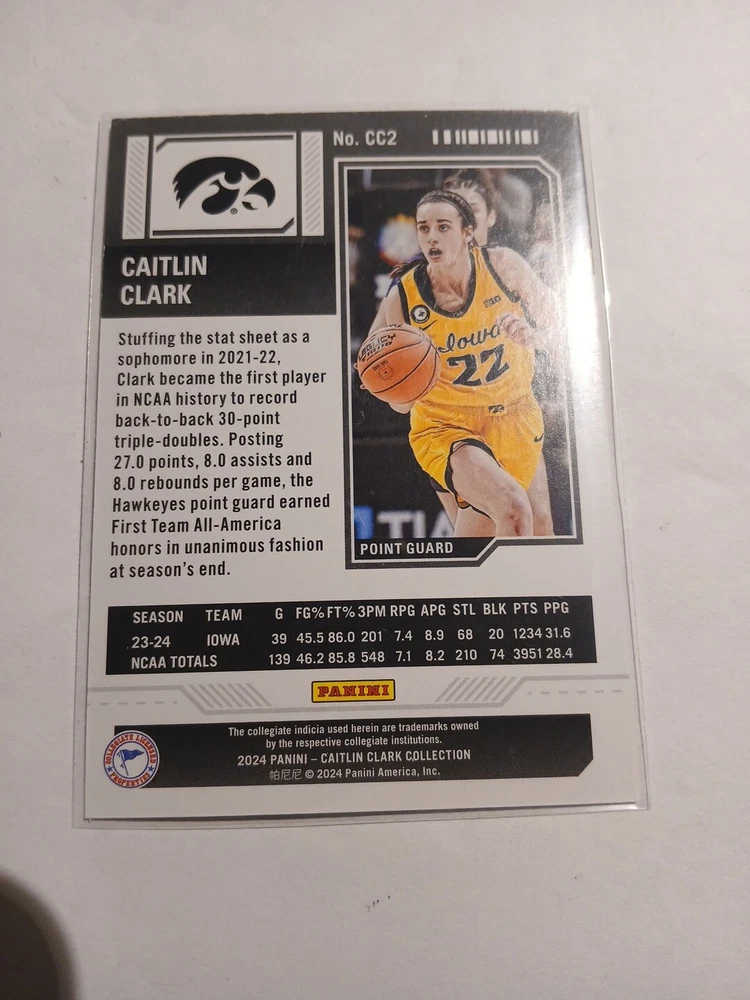 No. CC2
CAITLIN
CLARK
Stuffing the stat sheet as a
sophomore in 2021-22,
Clark became the first player
in NCAA history to record
back-to-back 30-point
triple-doubles. Posting
27.0 points, 8.0 assists and
8.0 rebounds per game, the
Hawkeyes point guard earned
First Team All-America
honors in unanimous fashion
at season's end.
LEGACY
Iowa
22
TIA
POINT GUARD
SEASON TEAM G FG% FT% 3PM RPG APG STL BLK PTS PPG
23-24 IOWA 39 45.5 86.0 201 7.4 8.9 68 20 1234 31.6
NCAA TOTALS 139 46.2 85.8 548 7.1 8.2 210 74 3951 28.4
PANINI
COLLEGIATE LICENSED
PROPERTIES
The collegiate indicia used herein are trademarks owned
by the respective collegiate institutions.
2024 PANINI – CAITLIN CLARK COLLECTION
帕尼尼 © 2024 Panini America, Inc.